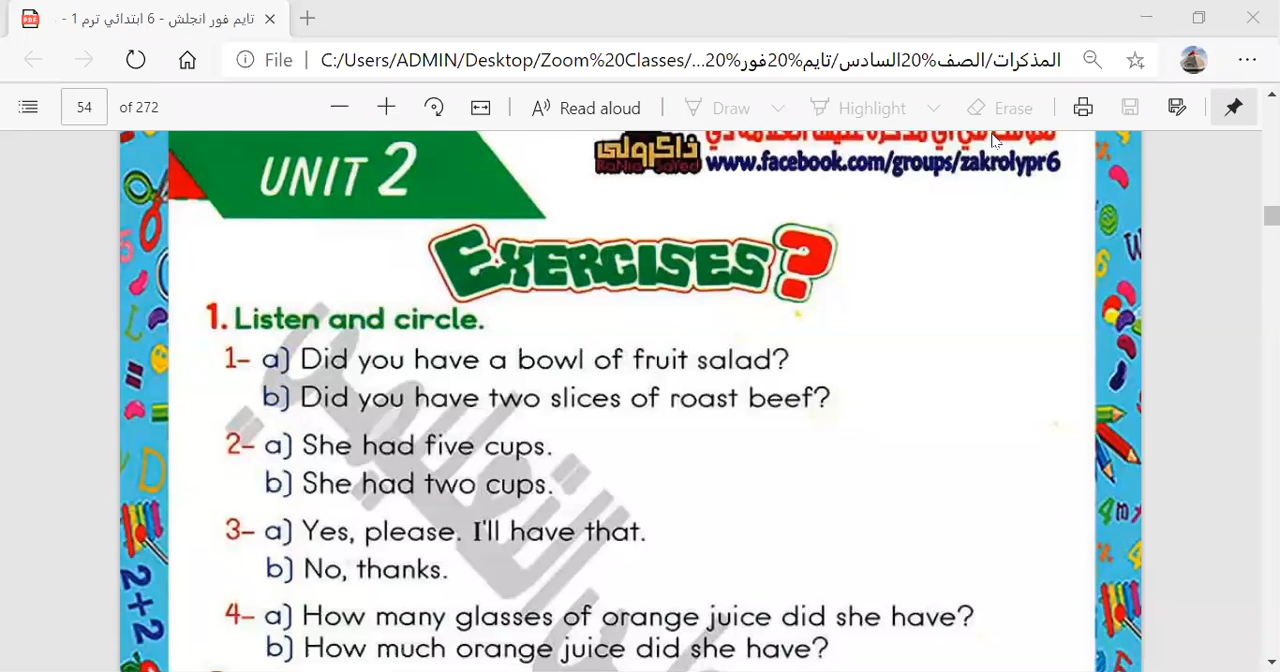 تايم فور انجلش - 6 ابتدائي ترم 1 -
File
C:/Users/ADMIN/Desktop/Zoom%20Classes/المذكرات/الصف%20السادس/تايم%20فور%20...
54 of 272
Read aloud
Draw
Highlight
Erase
UNIT 2
ذاكرولى
www.facebook.com/groups/zakrolypr6
EXERCISES?
1. Listen and circle.
1- a) Did you have a bowl of fruit salad?
b) Did you have two slices of roast beef?
2- a) She had five cups.
b) She had two cups.
3- a) Yes, please. I'll have that.
b) No, thanks.
4- a) How many glasses of orange juice did she have?
b) How much orange juice did she have?
2+2